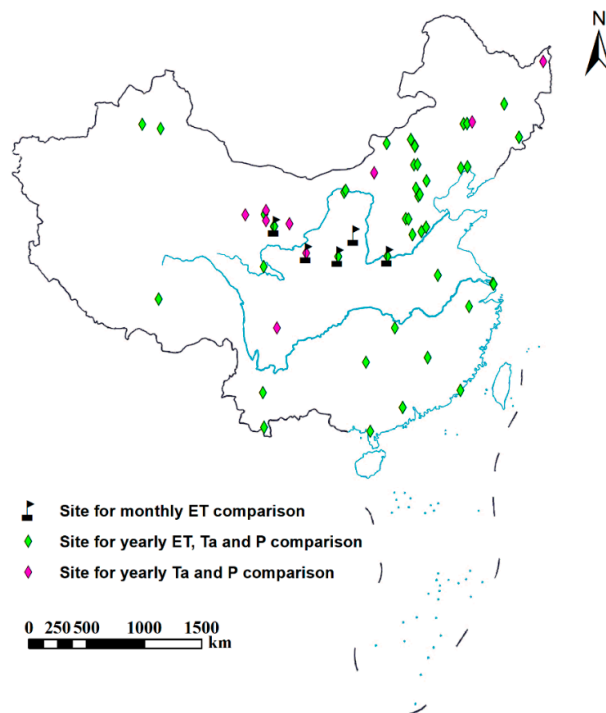 N
Site for monthly ET comparison
Site for yearly ET, Ta and P comparison
Site for yearly Ta and P comparison
0 250 500 1000 1500
km